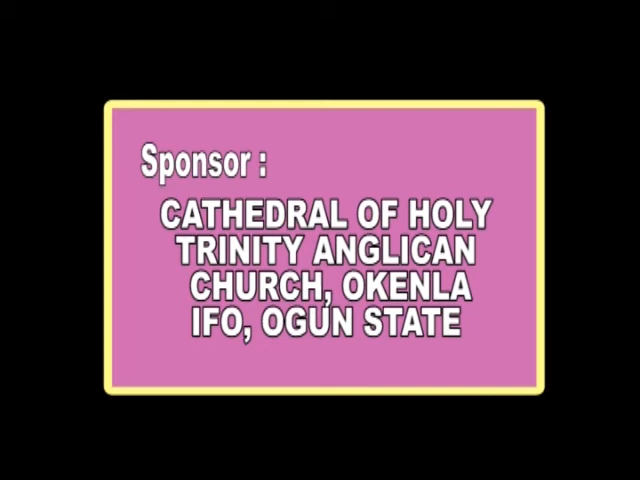 Sponsor :
CATHEDRAL OF HOLY
TRINITY ANGLICAN
CHURCH, OKENLA
IFO, OGUN STATE